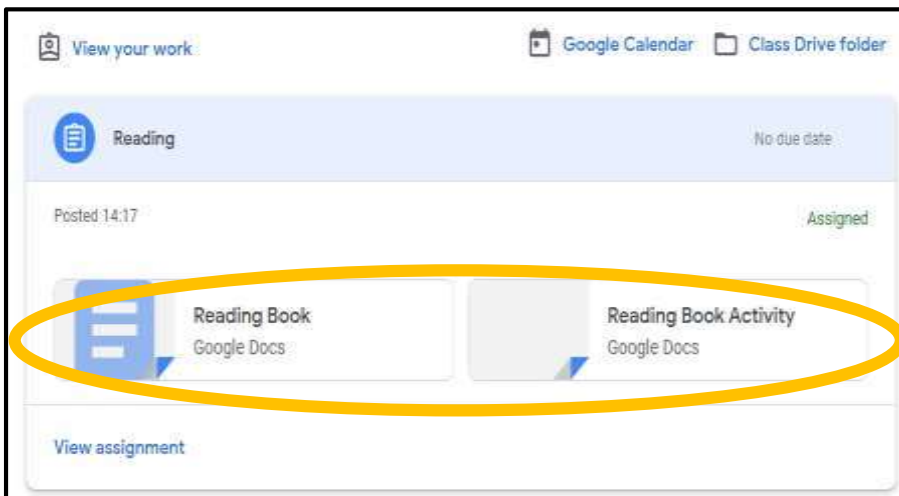 View your work
Google Calendar
Class Drive folder
Reading
No due date
Posted 14:17
Assigned
Reading Book
Google Docs
Reading Book Activity
Google Docs
View assignment